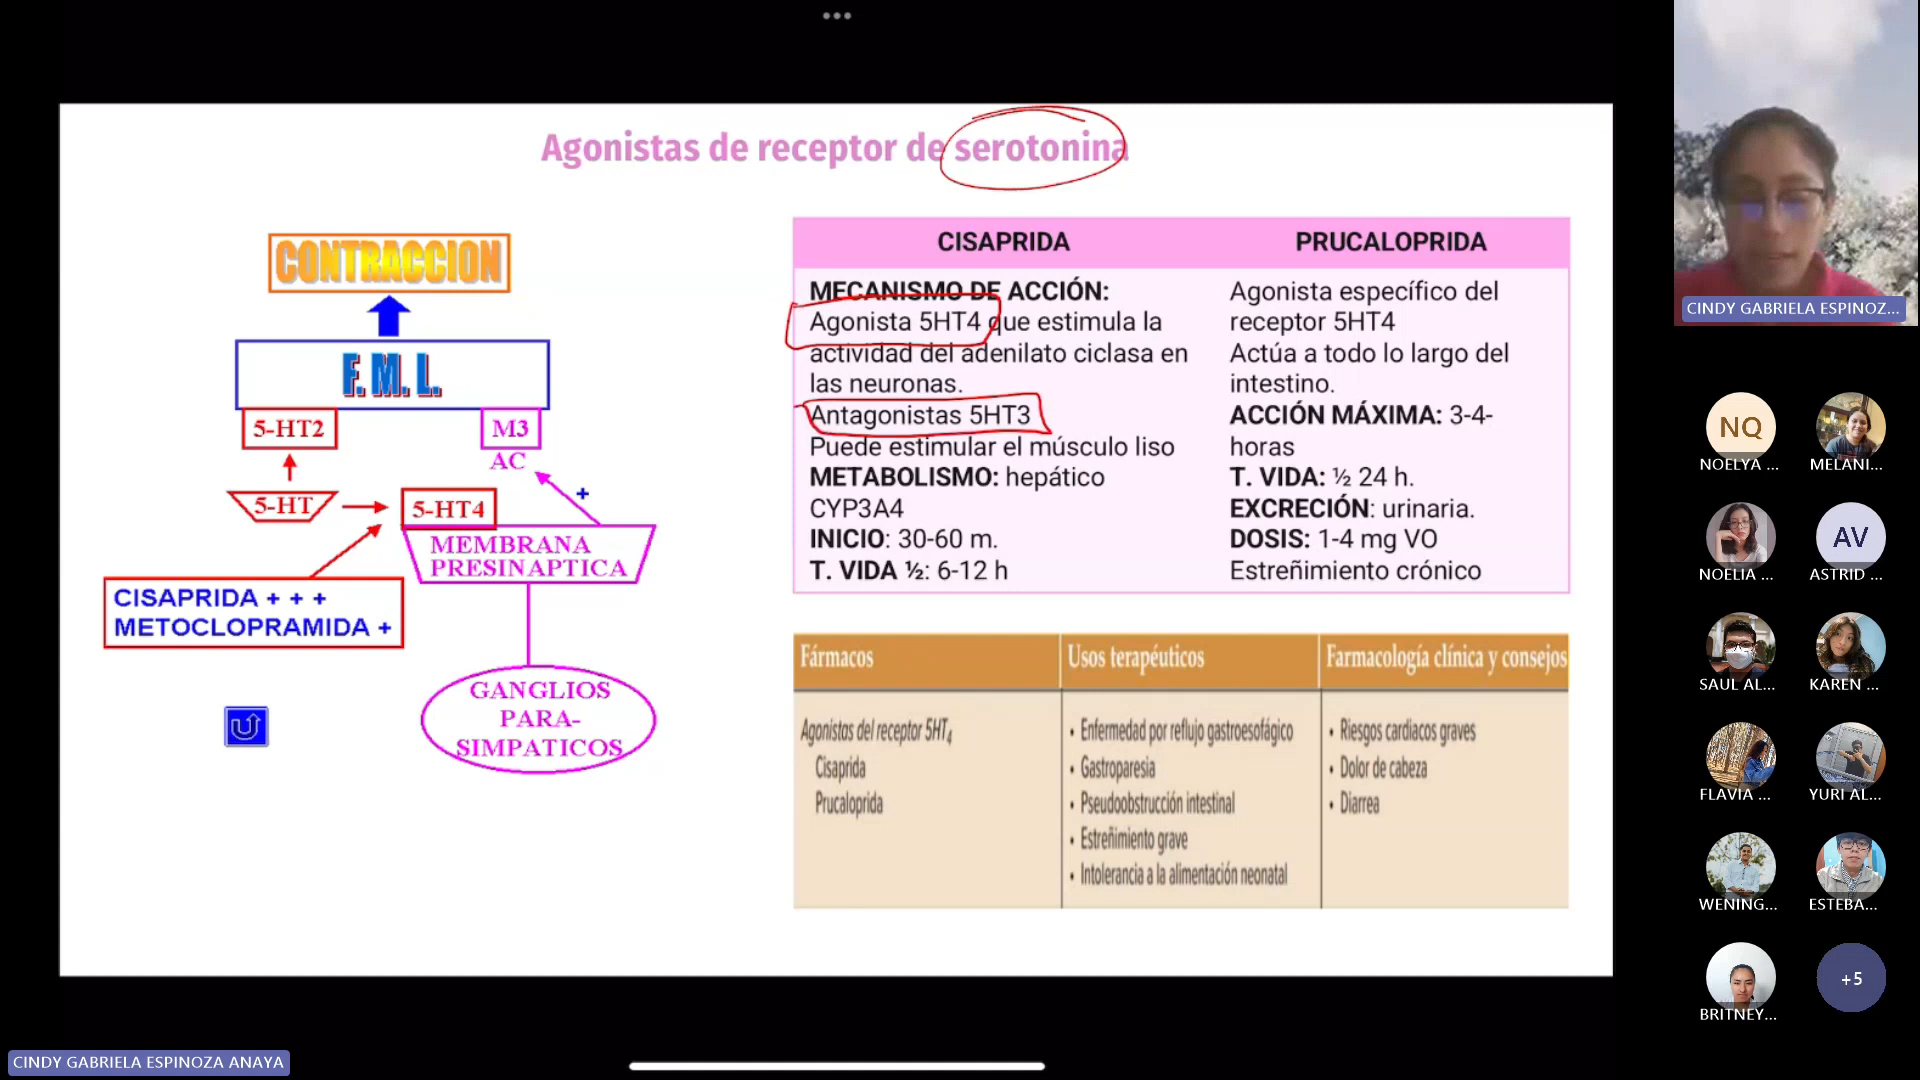 Agonistas de receptor de serotonina
CONTRACCION
F.M.L.
5-HT2
M3
AC
5-HT
5-HT4
+
MEMBRANA
PRESINAPTICA
CISAPRIDA + + +
METOCLOPRAMIDA +
GANGLIOS
PARA-
SIMPATICOS
CISAPRIDA
MECANISMO DE ACCIÓN:
Agonista 5HT4 que estimula la
actividad del adenilato ciclasa en
las neuronas.
Antagonistas 5HT3
Puede estimular el músculo liso
METABOLISMO: hepático
CYP3A4
INICIO: 30-60 m.
T. VIDA ½: 6-12 h
PRUCALOPRIDA
Agonista específico del
receptor 5HT4
Actúa a todo lo largo del
intestino.
ACCIÓN MÁXIMA: 3-4-
horas
T. VIDA: ½ 24 h.
EXCRECIÓN: urinaria.
DOSIS: 1-4 mg VO
Estreñimiento crónico
Fármacos
Agonistas del receptor 5HT4
Cisaprida
Prucaloprida
Usos terapéuticos
• Enfermedad por reflujo gastroesofágico
• Gastroparesia
• Pseudoobstrucción intestinal
• Estreñimiento grave
• Intolerancia a la alimentación neonatal
Farmacología clínica y consejos
• Riesgos cardiacos graves
• Dolor de cabeza
• Diarrea
CINDY GABRIELA ESPINOZ...
NQ
NOELYA ...
MELANI...
NOELIA ...
AV
ASTRID ...
SAUL AL...
KAREN ...
FLAVIA ...
YURI AL...
WENING...
ESTEBA...
BRITNEY...
+5
CINDY GABRIELA ESPINOZA ANAYA